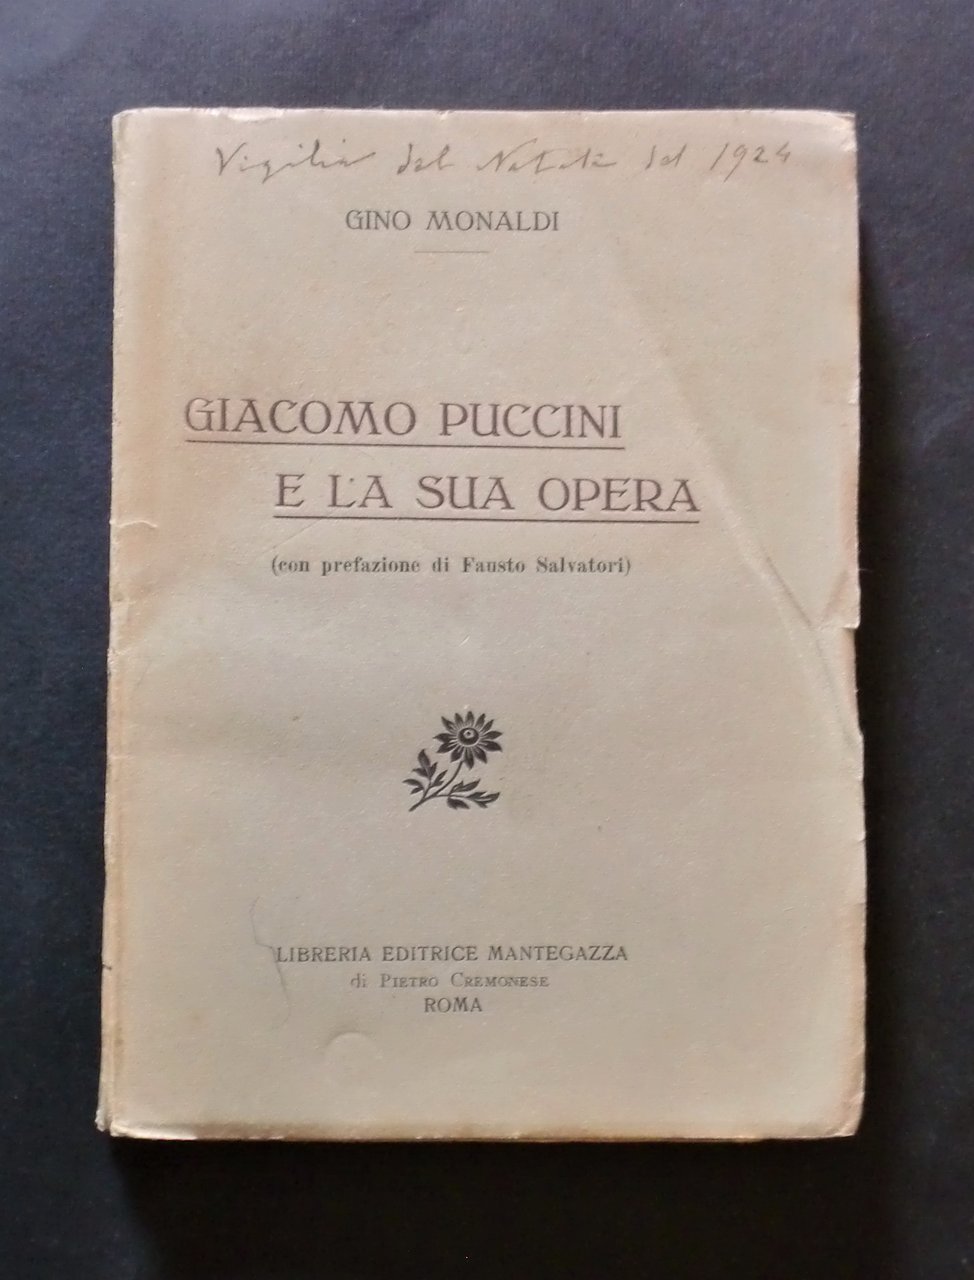 Vigilia del Natale del 1924
GINO MONALDI
GIACOMO PUCCINI
E L'A SUA OPERA
(con prefazione di Fausto Salvatori)
LIBRERIA EDITRICE MANTEGAZZA
di PIETRO CREMONESE
ROMA